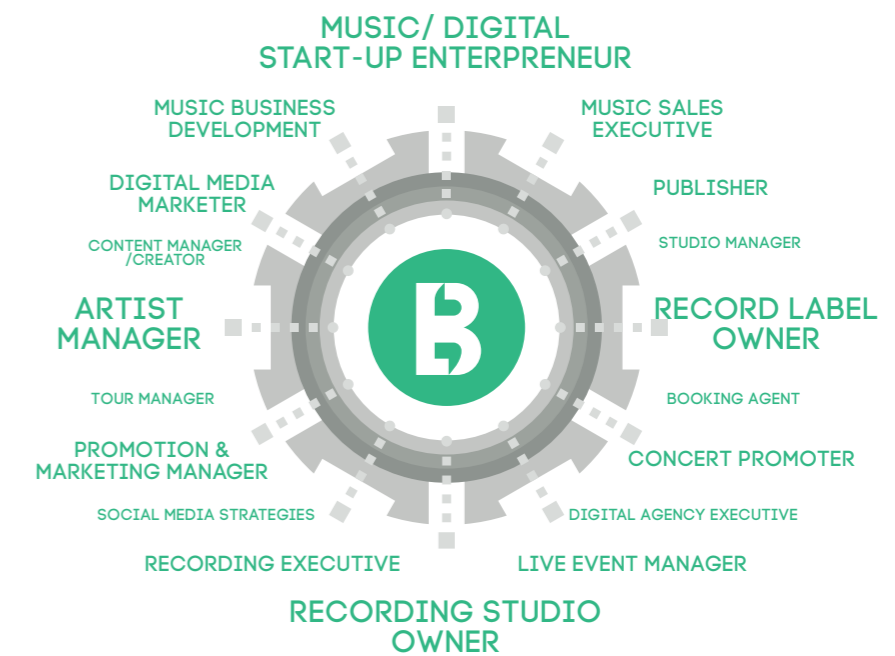 MUSIC/ DIGITAL
START-UP ENTERPRENEUR
MUSIC BUSINESS
DEVELOPMENT
MUSIC SALES
EXECUTIVE
DIGITAL MEDIA
MARKETER
PUBLISHER
CONTENT MANAGER
/CREATOR
STUDIO MANAGER
ARTIST
MANAGER
B
RECORD LABEL
OWNER
TOUR MANAGER
BOOKING AGENT
PROMOTION &
MARKETING MANAGER
CONCERT PROMOTER
SOCIAL MEDIA STRATEGIES
DIGITAL AGENCY EXECUTIVE
RECORDING EXECUTIVE
LIVE EVENT MANAGER
RECORDING STUDIO
OWNER